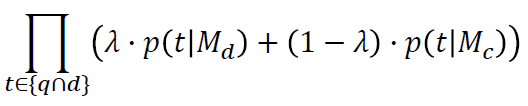 ∏_{t∈{q∩d}} (λ · p(t|M_d) + (1 − λ) · p(t|M_c))